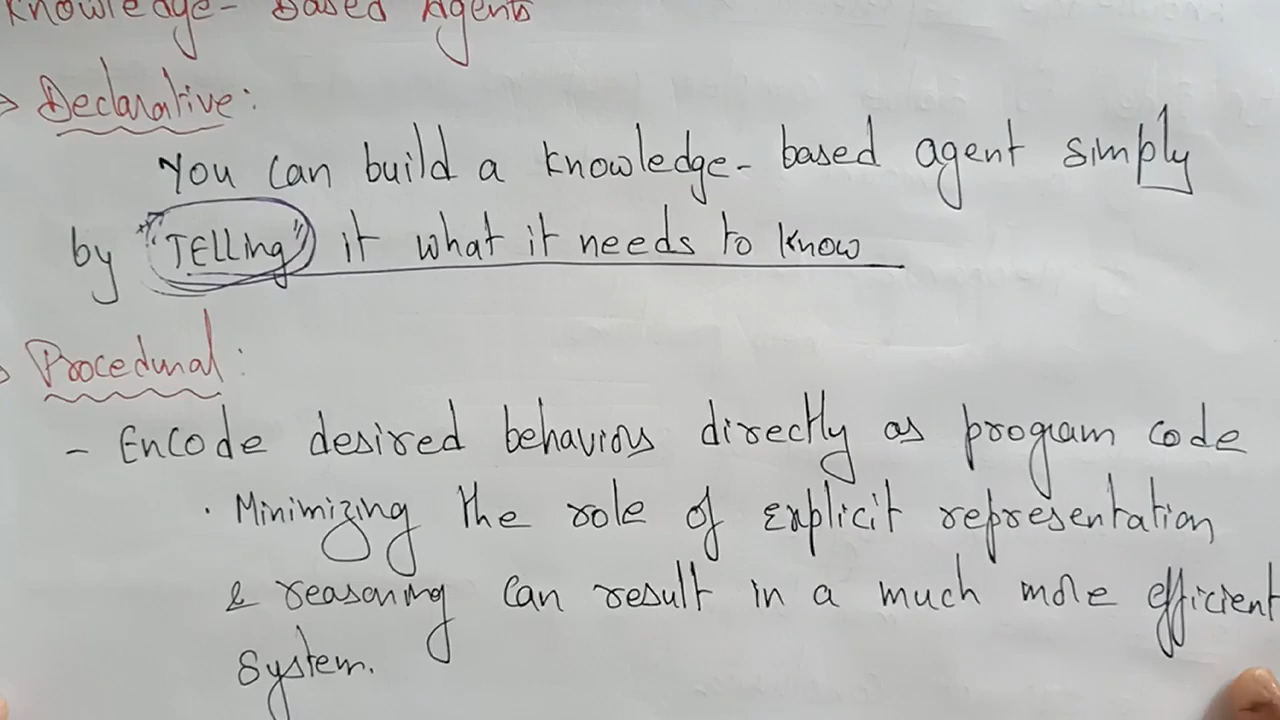 Knowledge- Based Agents
→ Declarative:
You can build a knowledge-based agent simply
by "TELLing" it what it needs to know
→ Procedural:
- Encode desired behaviors directly as program code
• Minimizing the role of explicit representation
& reasoning can result in a much more efficient
system.